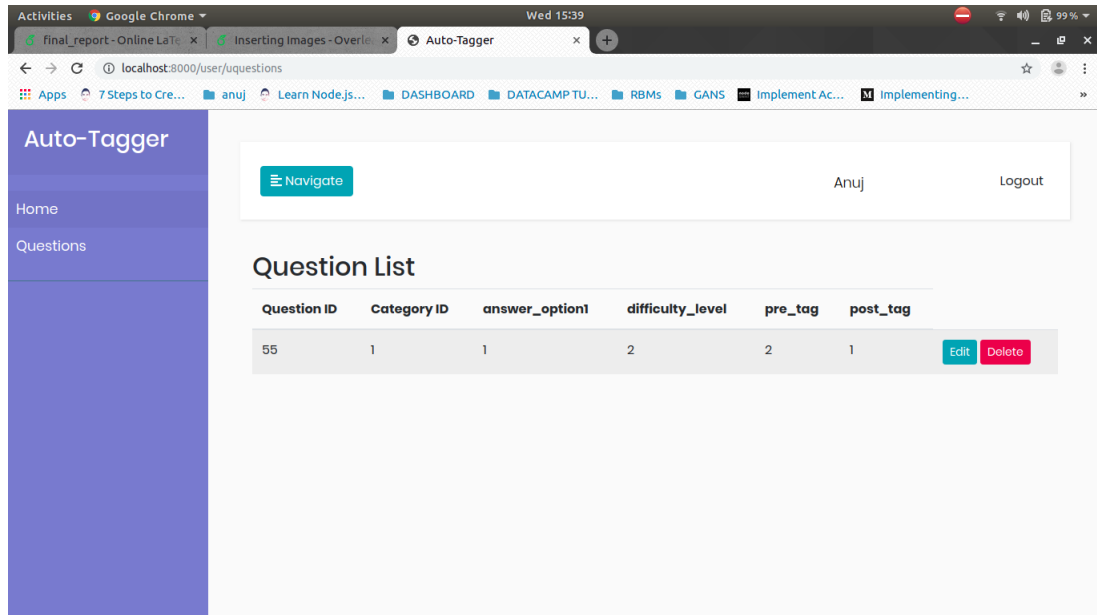 Activities Google Chrome Wed 15:39 99 %
final_report - Online LaTe Inserting Images - Overle Auto-Tagger
localhost:8000/user/uquestions
Apps 7 Steps to Cre... anuj Learn Node.js... DASHBOARD DATACAMP TU... RBMs GANS Implement Ac... Implementing... »
Auto-Tagger
Navigate Anuj Logout
Home
Questions
Question List
Question ID Category ID answer_option1 difficulty_level pre_tag post_tag
55 1 1 2 2 1 Edit Delete